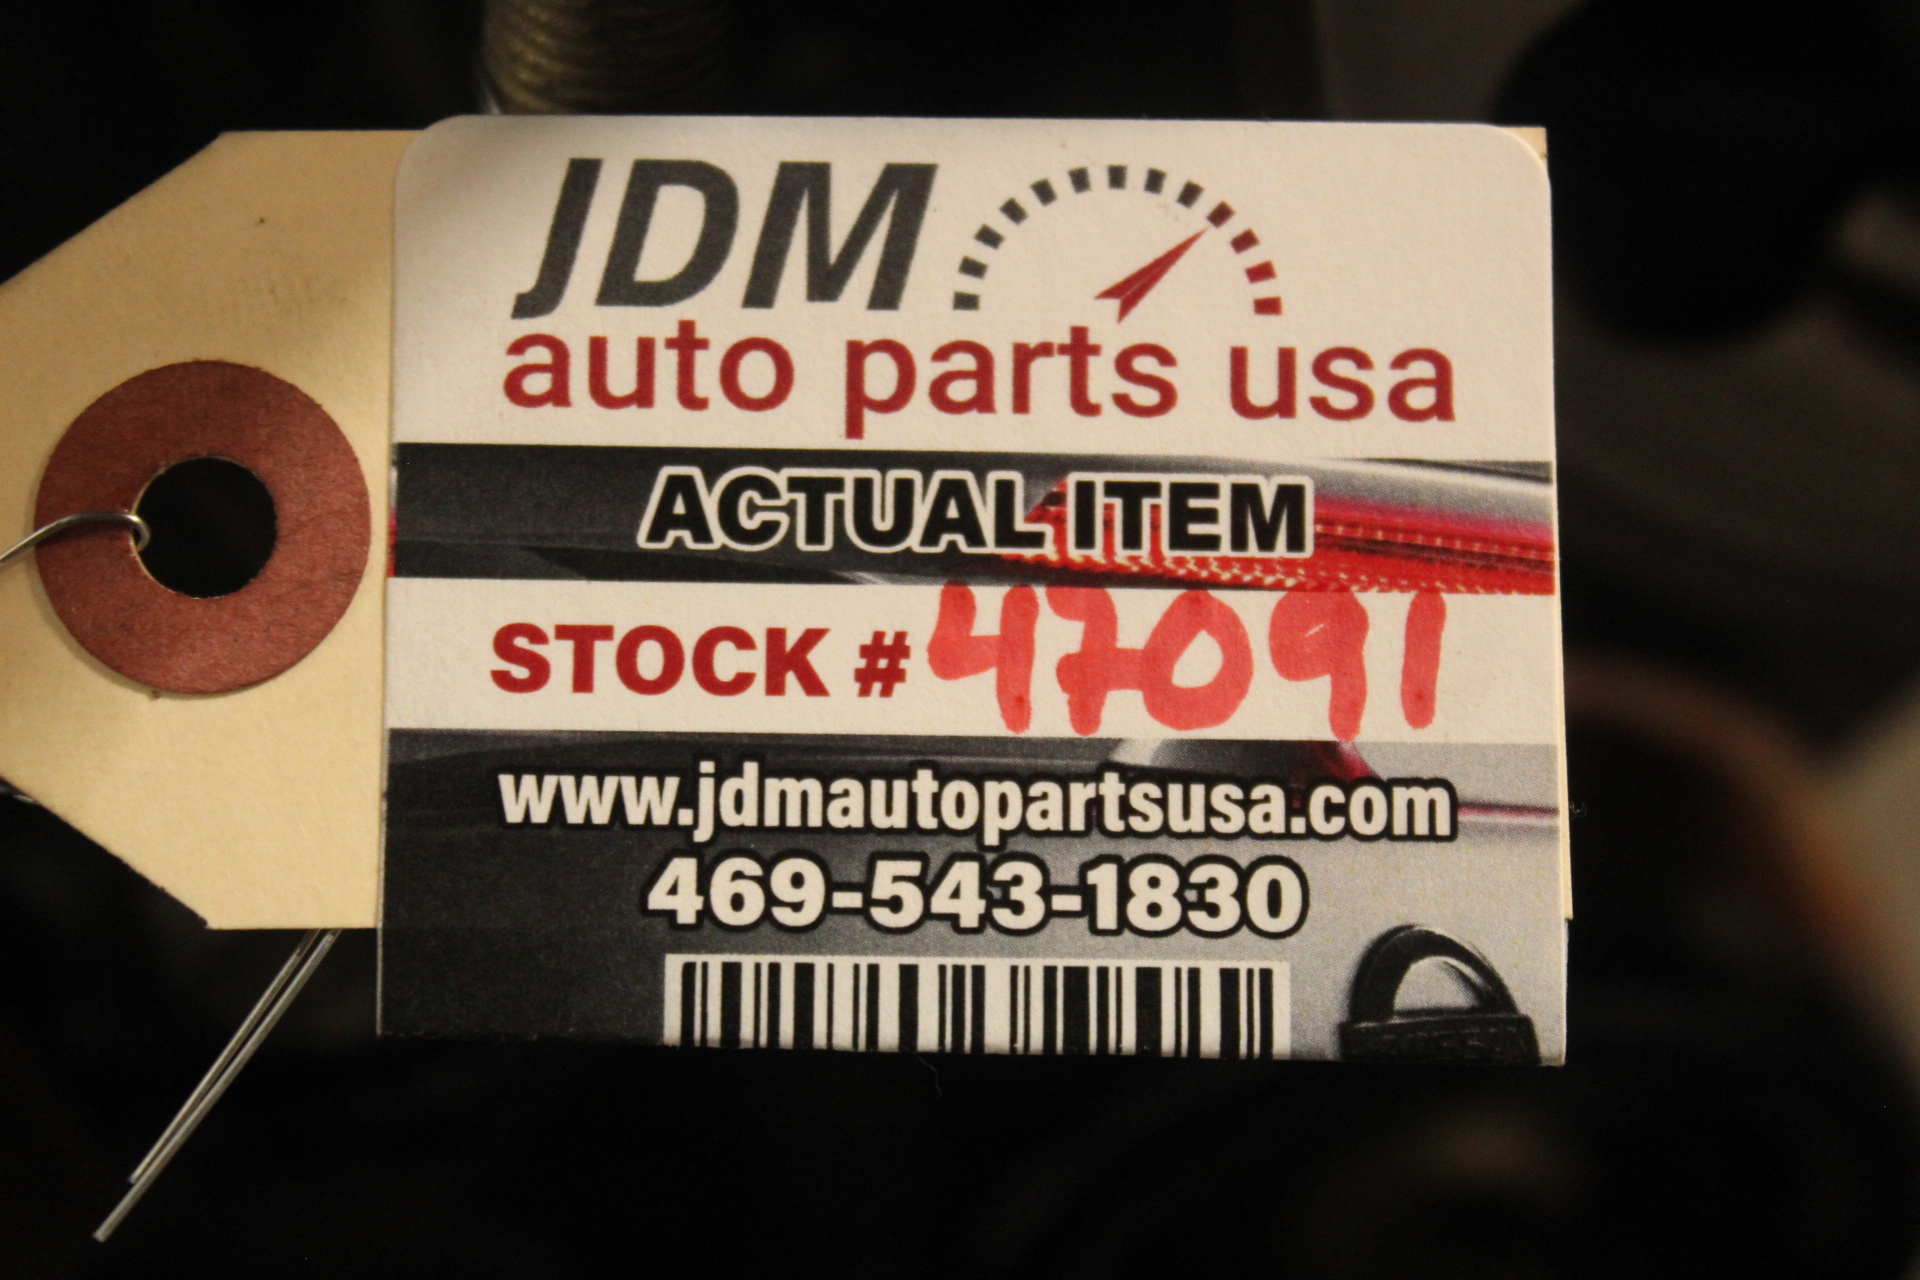 JDM
auto parts usa
ACTUAL ITEM
STOCK # 47091
www.jdmautopartsusa.com
469-543-1830